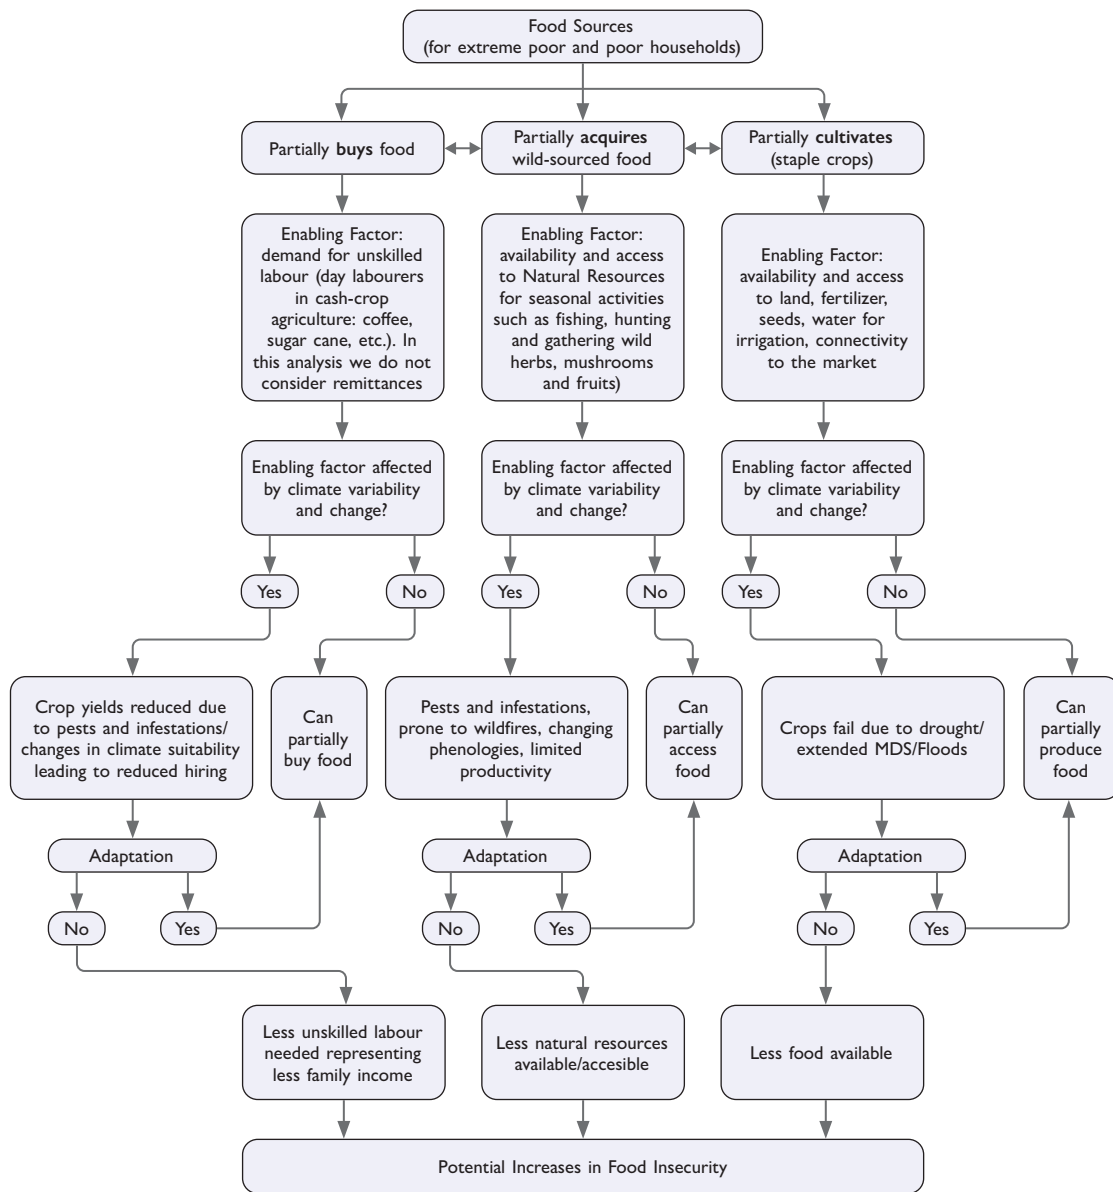 Food Sources
(for extreme poor and poor households)
Partially buys food
Partially acquires
wild-sourced food
Partially cultivates
(staple crops)
Enabling Factor:
demand for unskilled
labour (day labourers
in cash-crop
agriculture: coffee,
sugar cane, etc.). In
this analysis we do not
consider remittances
Enabling Factor:
availability and access
to Natural Resources
for seasonal activities
such as fishing, hunting
and gathering wild
herbs, mushrooms
and fruits)
Enabling Factor:
availability and access
to land, fertilizer,
seeds, water for
irrigation, connectivity
to the market
Enabling factor affected
by climate variability
and change?
Enabling factor affected
by climate variability
and change?
Enabling factor affected
by climate variability
and change?
Yes
No
Yes
No
Yes
No
Crop yields reduced due
to pests and infestations/
changes in climate suitability
leading to reduced hiring
Can
partially
buy food
Pests and infestations,
prone to wildfires, changing
phenologies, limited
productivity
Can
partially
access
food
Crops fail due to drought/
extended MDS/Floods
Can
partially
produce
food
Adaptation
Adaptation
Adaptation
No
Yes
No
Yes
No
Yes
Less unskilled labour
needed representing
less family income
Less natural resources
available/accesible
Less food available
Potential Increases in Food Insecurity